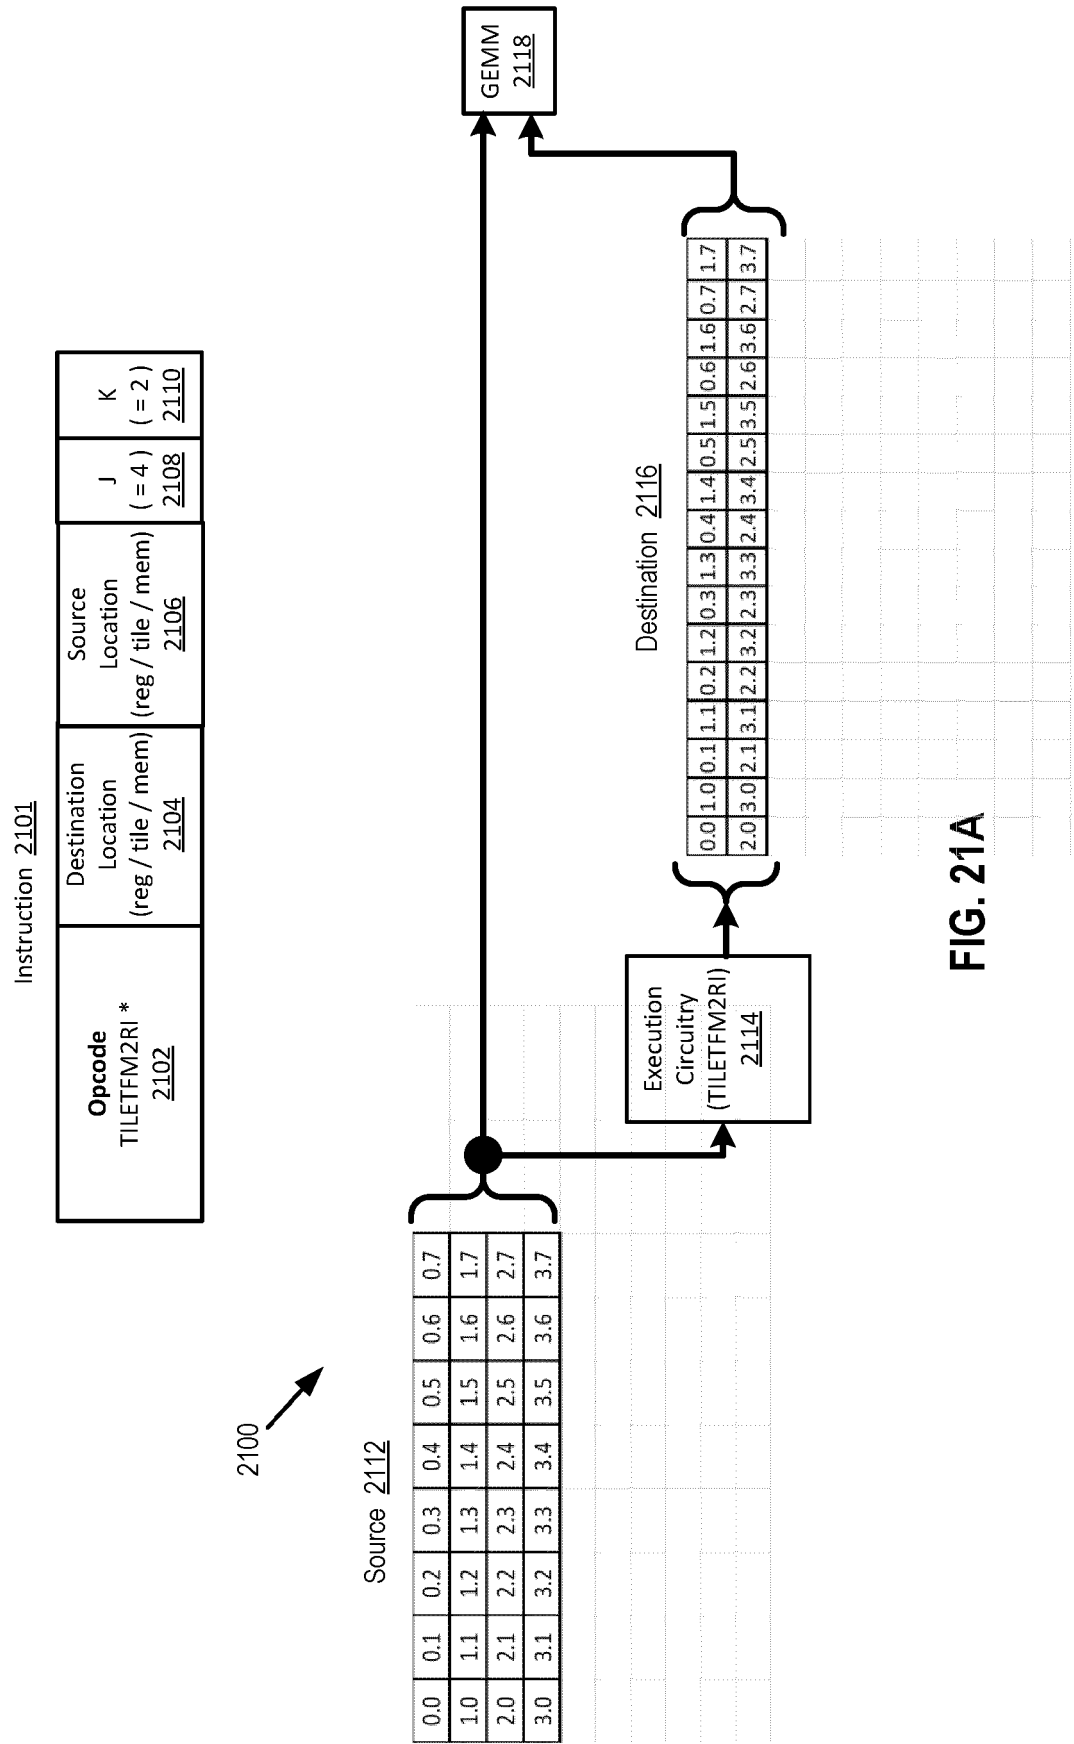 Instruction 2101
Opcode
TILETFM2RI *
2102
Destination
Location
(reg / tile / mem)
2104
Source
Location
(reg / tile / mem)
2106
J
( = 4 )
2108
K
( = 2 )
2110
2100
Source 2112
0.0 0.1 0.2 0.3 0.4 0.5 0.6 0.7
1.0 1.1 1.2 1.3 1.4 1.5 1.6 1.7
2.0 2.1 2.2 2.3 2.4 2.5 2.6 2.7
3.0 3.1 3.2 3.3 3.4 3.5 3.6 3.7
GEMM
2118
Execution
Circuitry
(TILETFM2RI)
2114
Destination 2116
0.0 1.0 0.1 1.1 0.2 1.2 0.3 1.3 0.4 1.4 0.5 1.5 0.6 1.6 0.7 1.7
2.0 3.0 2.1 3.1 2.2 3.2 2.3 3.3 2.4 3.4 2.5 3.5 2.6 3.6 2.7 3.7
FIG. 21A